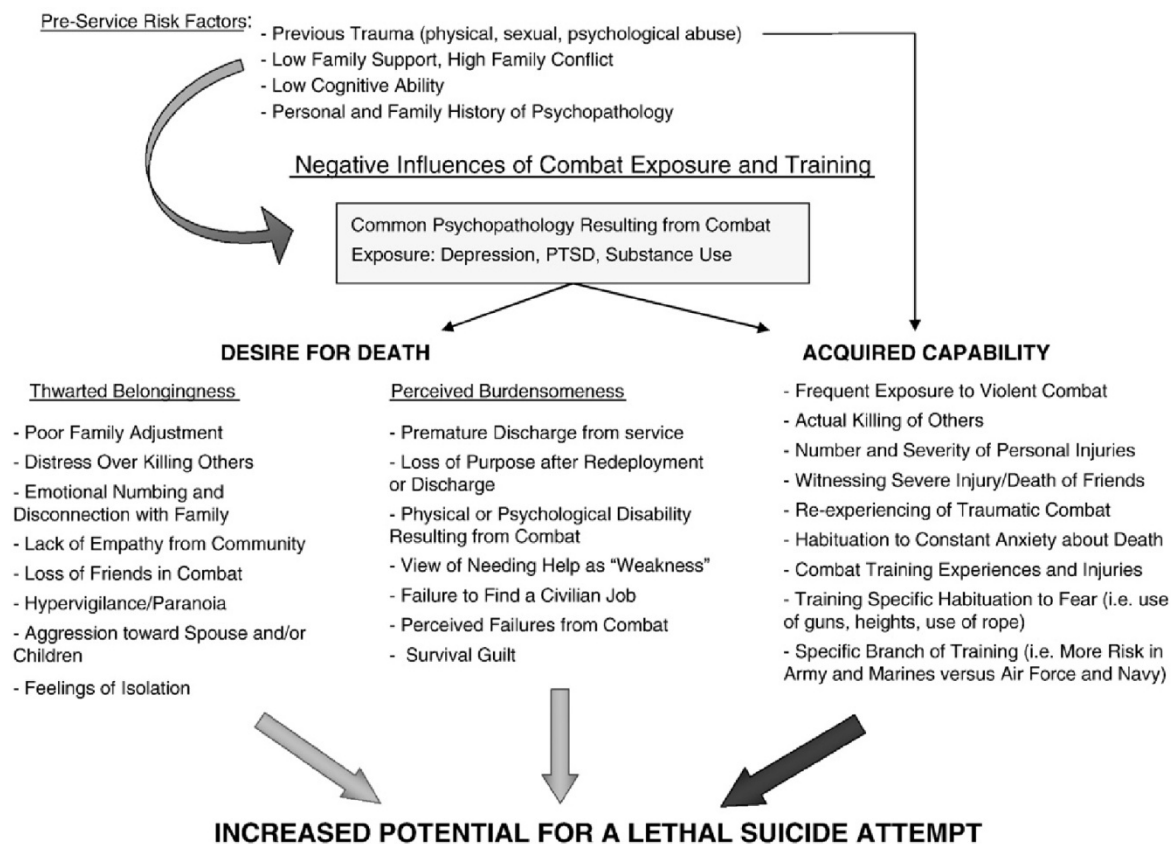 Pre-Service Risk Factors:
- Previous Trauma (physical, sexual, psychological abuse)
- Low Family Support, High Family Conflict
- Low Cognitive Ability
- Personal and Family History of Psychopathology
Negative Influences of Combat Exposure and Training
Common Psychopathology Resulting from Combat
Exposure: Depression, PTSD, Substance Use
DESIRE FOR DEATH
Thwarted Belongingness
- Poor Family Adjustment
- Distress Over Killing Others
- Emotional Numbing and
Disconnection with Family
- Lack of Empathy from Community
- Loss of Friends in Combat
- Hypervigilance/Paranoia
- Aggression toward Spouse and/or
Children
- Feelings of Isolation
Perceived Burdensomeness
- Premature Discharge from service
- Loss of Purpose after Redeployment
or Discharge
- Physical or Psychological Disability
Resulting from Combat
- View of Needing Help as “Weakness”
- Failure to Find a Civilian Job
- Perceived Failures from Combat
- Survival Guilt
ACQUIRED CAPABILITY
- Frequent Exposure to Violent Combat
- Actual Killing of Others
- Number and Severity of Personal Injuries
- Witnessing Severe Injury/Death of Friends
- Re-experiencing of Traumatic Combat
- Habituation to Constant Anxiety about Death
- Combat Training Experiences and Injuries
- Training Specific Habituation to Fear (i.e. use
of guns, heights, use of rope)
- Specific Branch of Training (i.e. More Risk in
Army and Marines versus Air Force and Navy)
INCREASED POTENTIAL FOR A LETHAL SUICIDE ATTEMPT